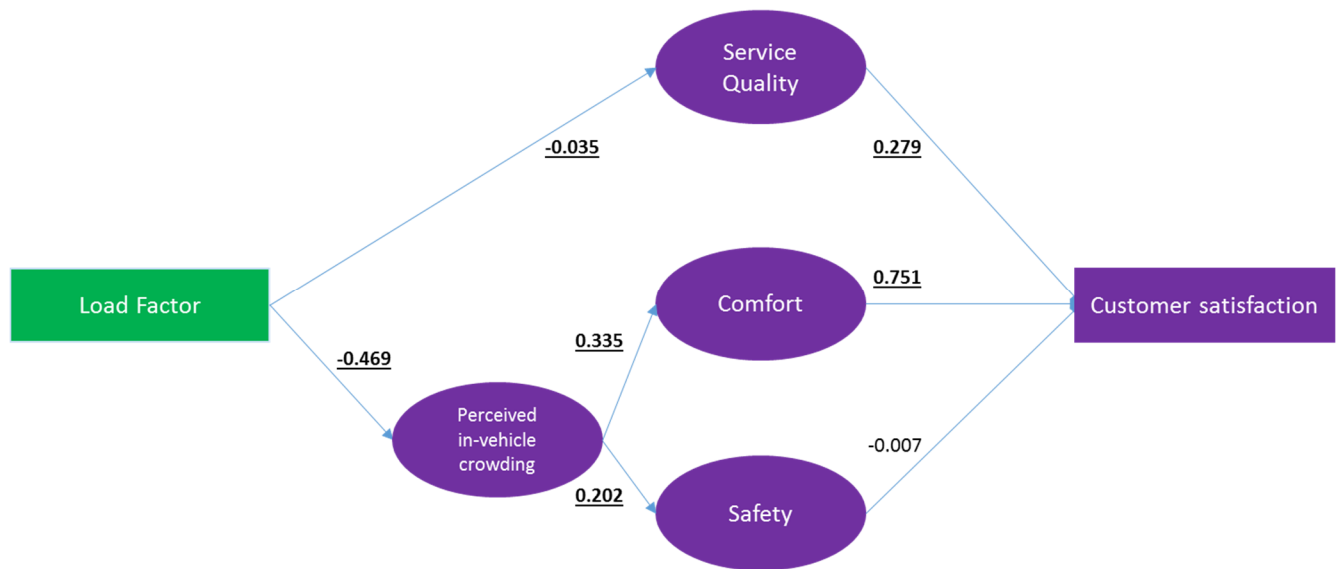 Service
Quality
-0.035
0.279
Load Factor
Comfort
0.751
Customer satisfaction
0.335
-0.469
Perceived
in-vehicle
crowding
-0.007
0.202
Safety